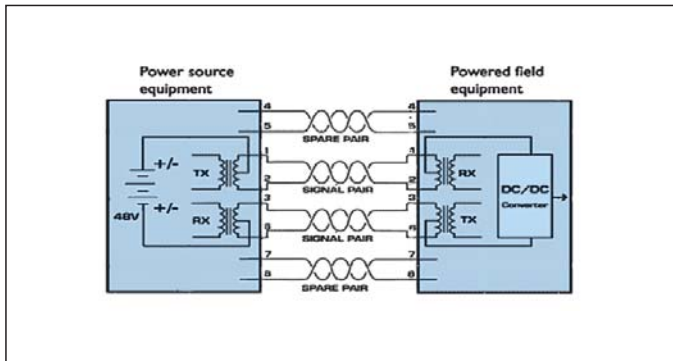 Power source
equipment
Powered field
equipment
4
4
5
5
SPARE PAIR
+/-
TX
1
1
2
2
SIGNAL PAIR
RX
DC/DC
Converter
+/-
48V
RX
3
3
6
6
SIGNAL PAIR
TX
7
7
8
8
SPARE PAIR